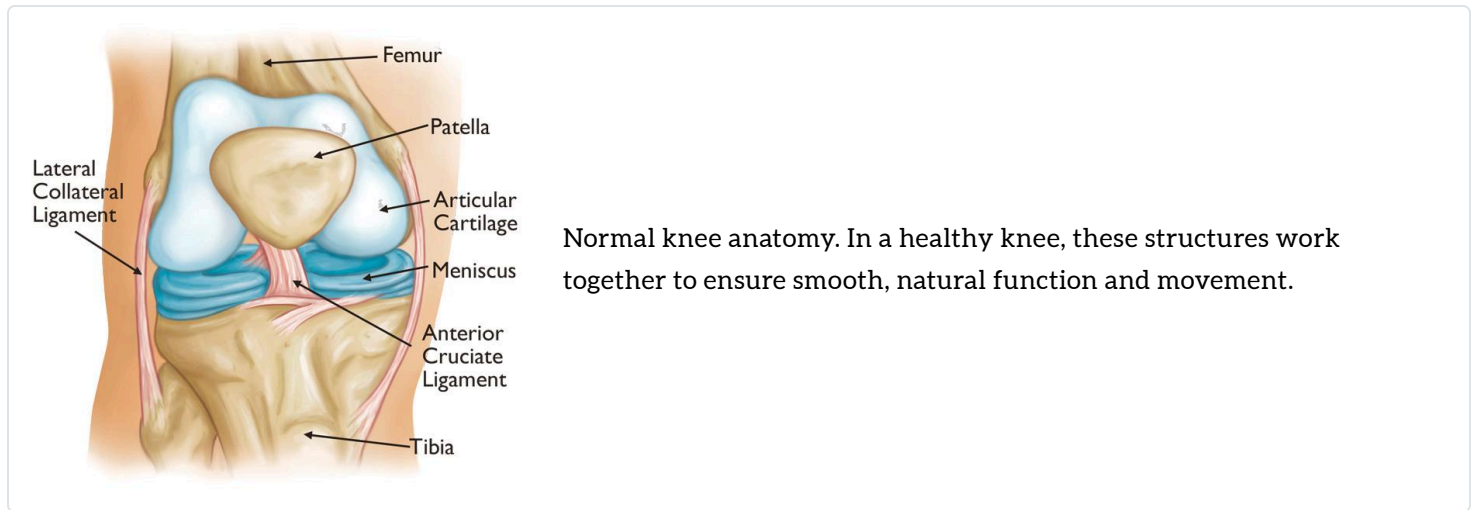 Femur
Patella
Lateral
Collateral
Ligament
Articular
Cartilage
Meniscus
Anterior
Cruciate
Ligament
Tibia
Normal knee anatomy. In a healthy knee, these structures work
together to ensure smooth, natural function and movement.